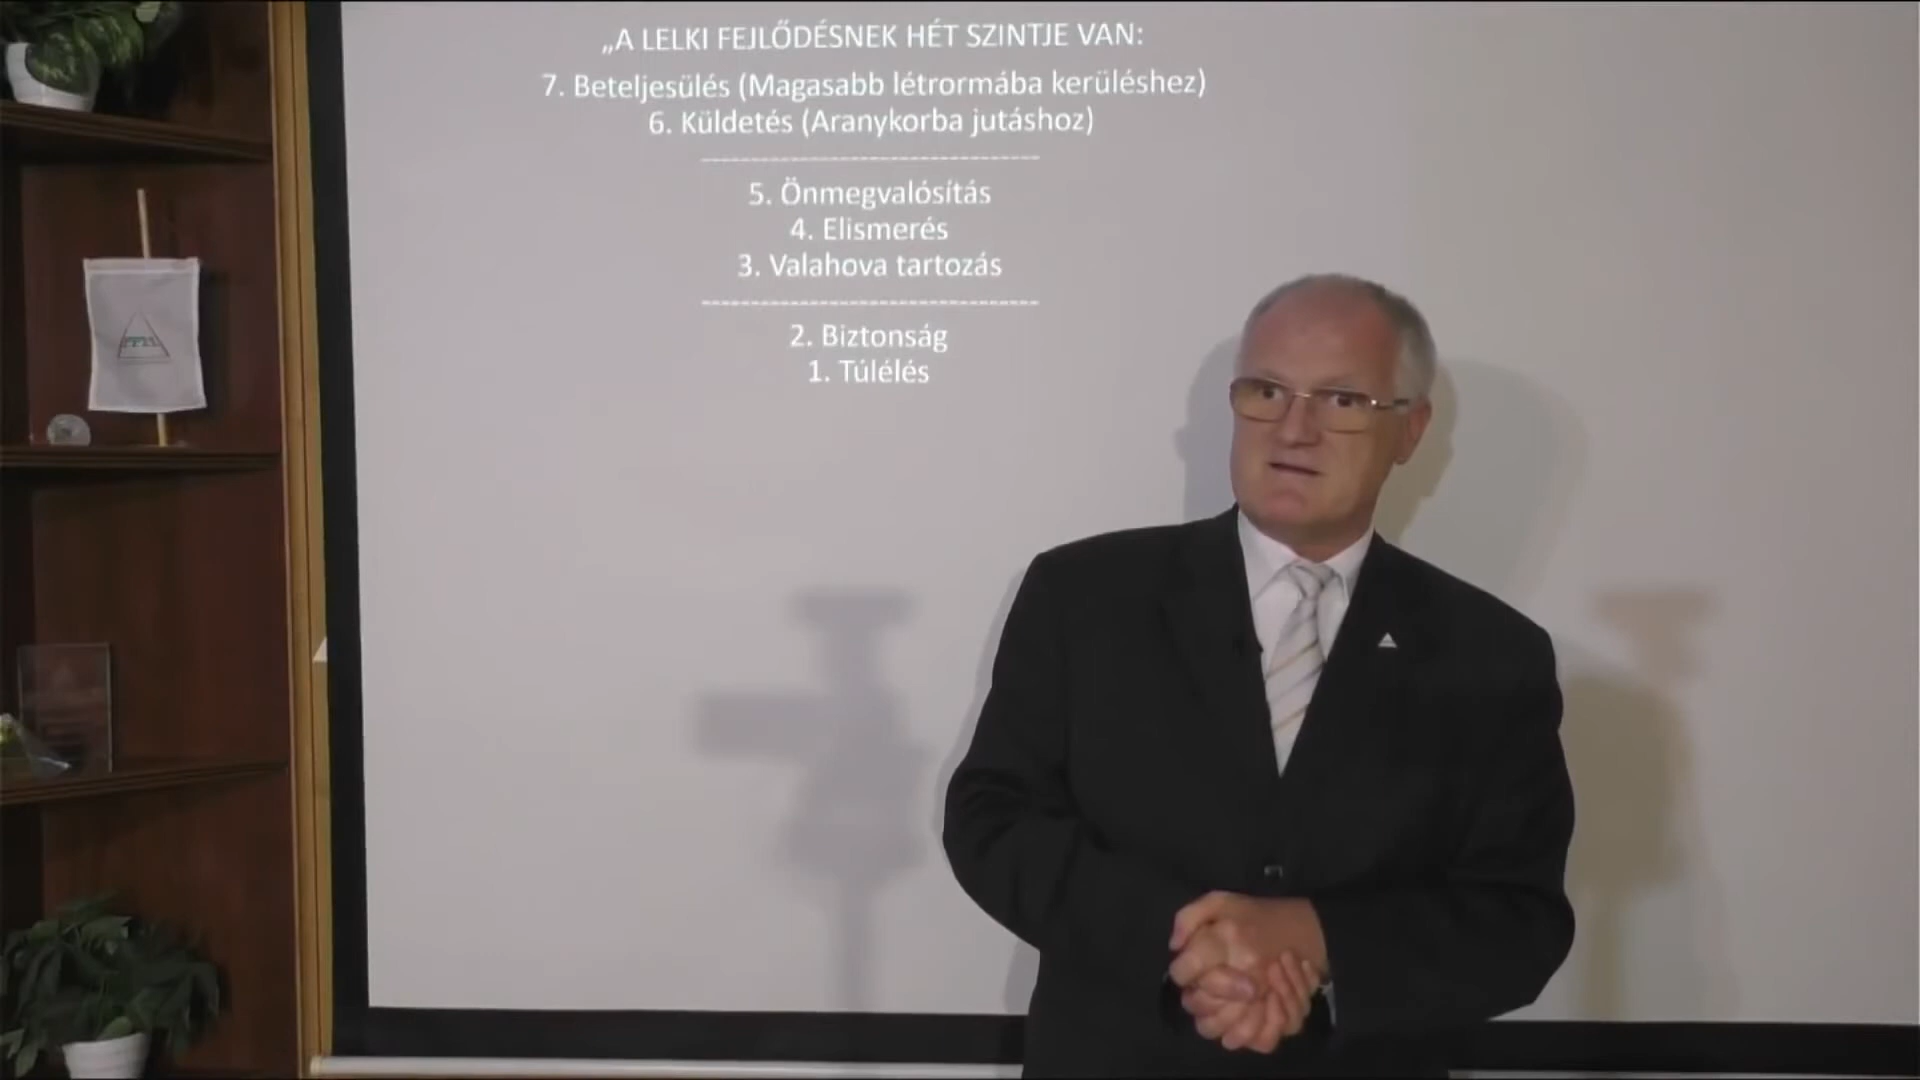 „A LELKI FEJLŐDÉSNEK HÉT SZINTJE VAN:
7. Beteljesülés (Magasabb létrormába kerüléshez)
6. Küldetés (Aranykorba jutáshoz)
----------------------------------
5. Önmegvalósítás
4. Elismerés
3. Valahova tartozás
----------------------------------
2. Biztonság
1. Túlélés